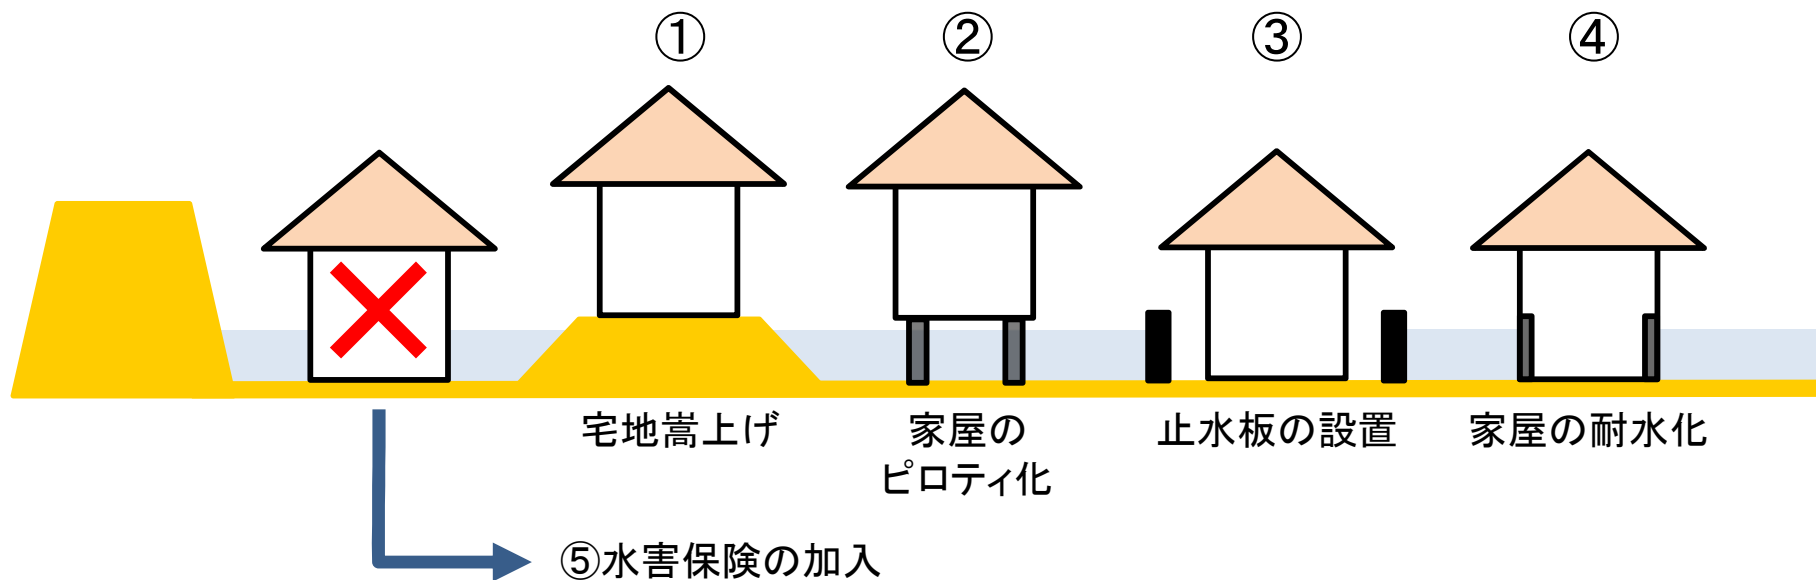 ① ② ③ ④
宅地嵩上げ
家屋の
ピロティ化
止水板の設置
家屋の耐水化
⑤水害保険の加入